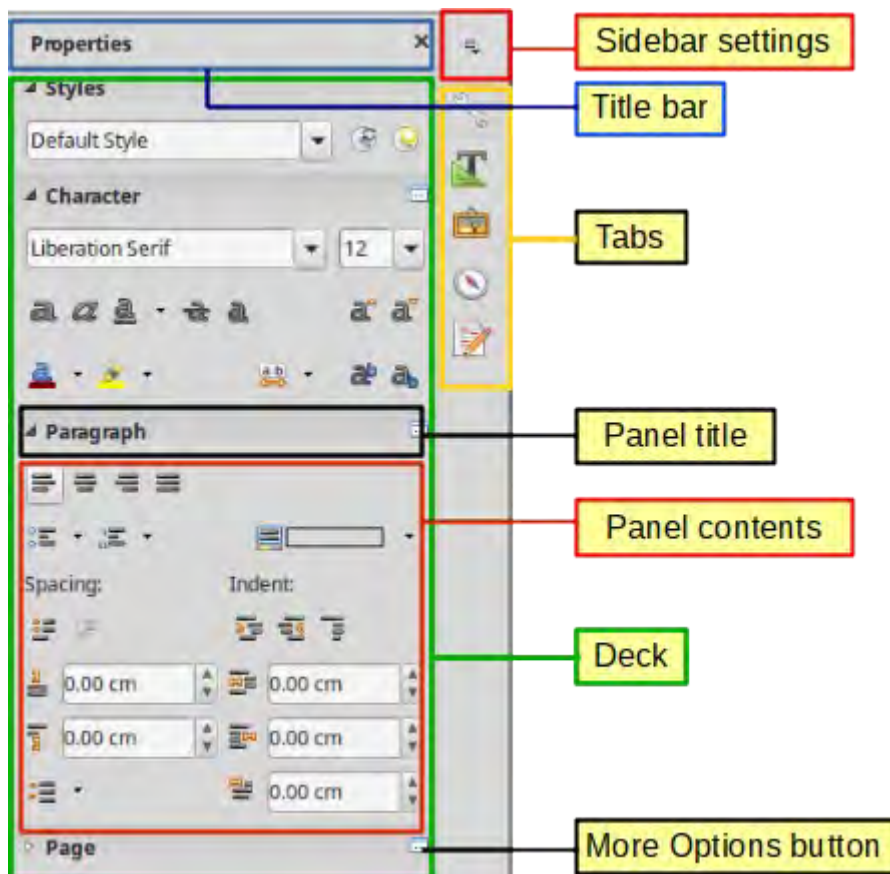 Properties
Sidebar settings
Styles
Title bar
Default Style
Character
Liberation Serif
12
Tabs
Paragraph
Panel title
Panel contents
Spacing:
Indent:
Deck
0.00 cm
0.00 cm
0.00 cm
0.00 cm
0.00 cm
Page
More Options button